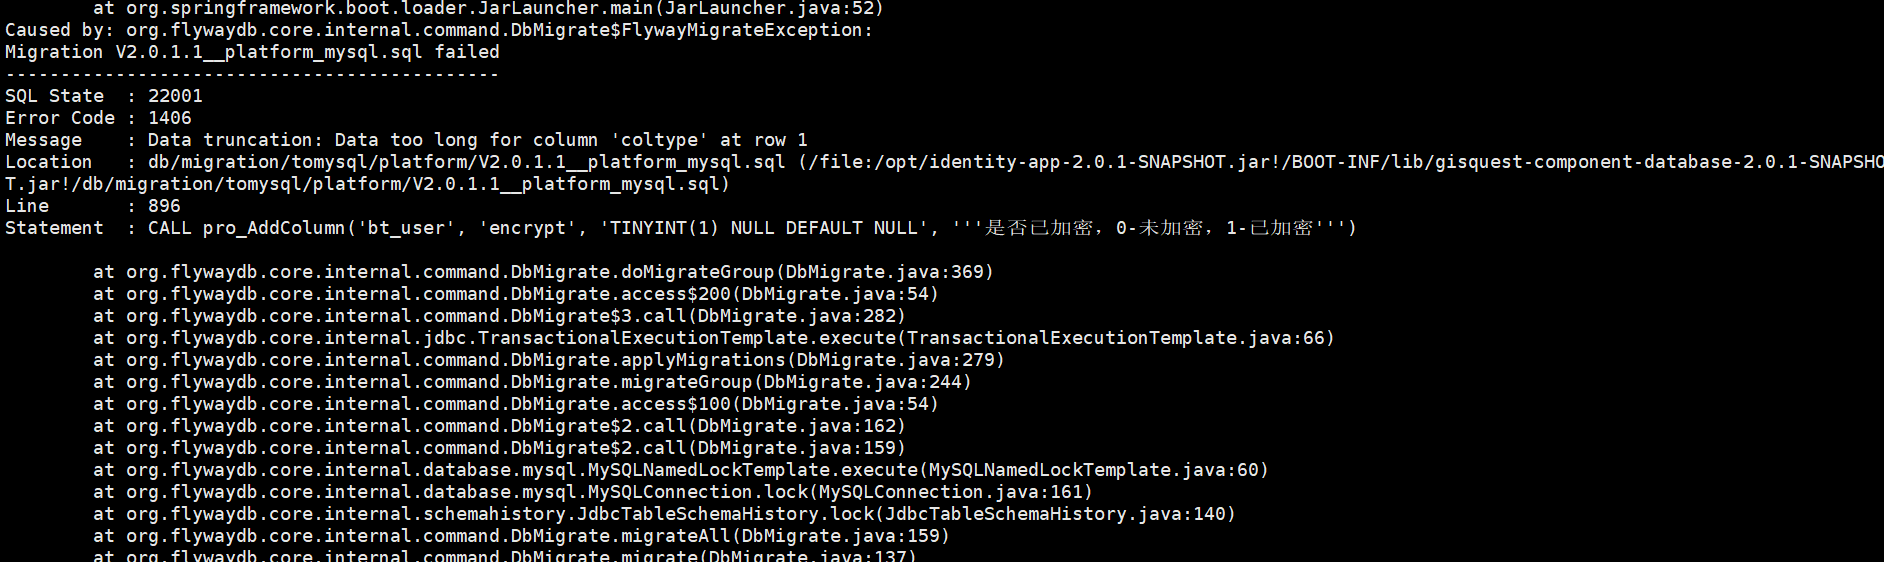 at org.springframework.boot.loader.JarLauncher.main(JarLauncher.java:52)
Caused by: org.flywaydb.core.internal.command.DbMigrate$FlywayMigrateException:
Migration V2.0.1.1__platform_mysql.sql failed
---------------------------------------------
SQL State  : 22001
Error Code : 1406
Message    : Data truncation: Data too long for column 'coltype' at row 1
Location   : db/migration/tomysql/platform/V2.0.1.1__platform_mysql.sql (/file:/opt/identity-app-2.0.1-SNAPSHOT.jar!/BOOT-INF/lib/gisquest-component-database-2.0.1-SNAPSHO
T.jar!/db/migration/tomysql/platform/V2.0.1.1__platform_mysql.sql)
Line       : 896
Statement  : CALL pro_AddColumn('bt_user', 'encrypt', 'TINYINT(1) NULL DEFAULT NULL', '''是否已加密，0-未加密，1-已加密''')
at org.flywaydb.core.internal.command.DbMigrate.doMigrateGroup(DbMigrate.java:369)
at org.flywaydb.core.internal.command.DbMigrate.access$200(DbMigrate.java:54)
at org.flywaydb.core.internal.command.DbMigrate$3.call(DbMigrate.java:282)
at org.flywaydb.core.internal.jdbc.TransactionalExecutionTemplate.execute(TransactionalExecutionTemplate.java:66)
at org.flywaydb.core.internal.command.DbMigrate.applyMigrations(DbMigrate.java:279)
at org.flywaydb.core.internal.command.DbMigrate.migrateGroup(DbMigrate.java:244)
at org.flywaydb.core.internal.command.DbMigrate.access$100(DbMigrate.java:54)
at org.flywaydb.core.internal.command.DbMigrate$2.call(DbMigrate.java:162)
at org.flywaydb.core.internal.command.DbMigrate$2.call(DbMigrate.java:159)
at org.flywaydb.core.internal.database.mysql.MySQLNamedLockTemplate.execute(MySQLNamedLockTemplate.java:60)
at org.flywaydb.core.internal.database.mysql.MySQLConnection.lock(MySQLConnection.java:161)
at org.flywaydb.core.internal.schemahistory.JdbcTableSchemaHistory.lock(JdbcTableSchemaHistory.java:140)
at org.flywaydb.core.internal.command.DbMigrate.migrateAll(DbMigrate.java:159)
at org.flywaydb.core.internal.command.DbMigrate.migrate(DbMigrate.java:137)